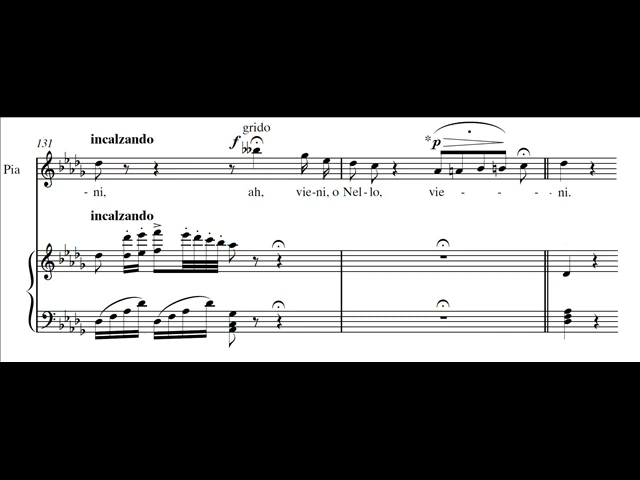 131
incalzando
f
grido
*p
Pia
- ni, ah, vie-ni, o Nel-lo, vie - - - ni.
incalzando